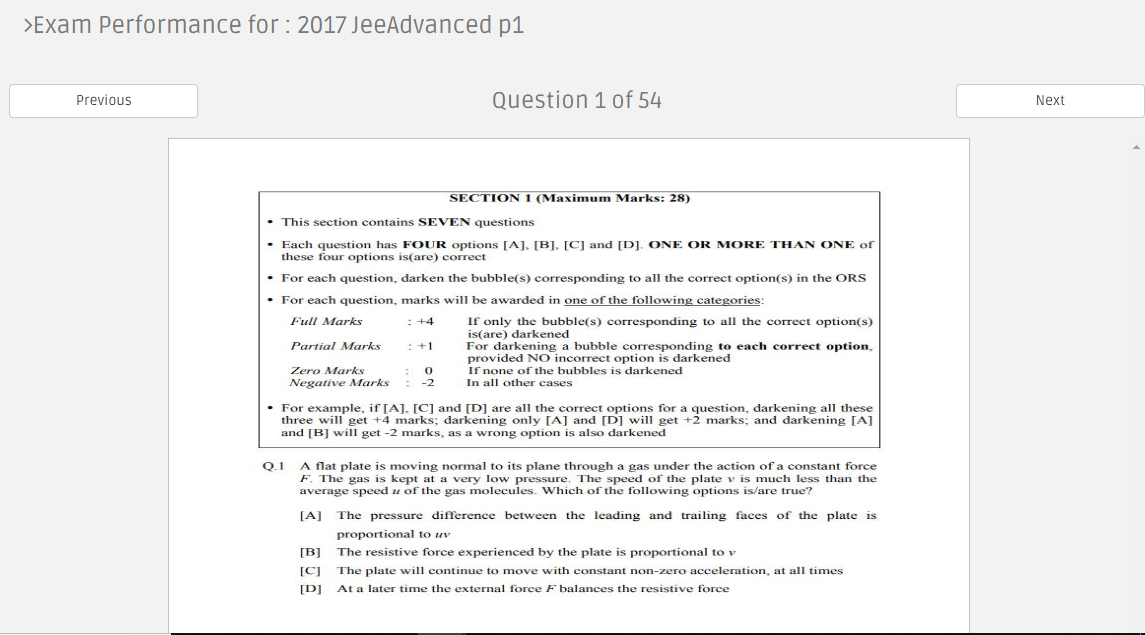 >Exam Performance for : 2017 JeeAdvanced p1
Previous
Question 1 of 54
Next
SECTION 1 (Maximum Marks: 28)
• This section contains SEVEN questions
• Each question has FOUR options [A], [B], [C] and [D]. ONE OR MORE THAN ONE of
these four options is(are) correct
• For each question, darken the bubble(s) corresponding to all the correct option(s) in the ORS
• For each question, marks will be awarded in one of the following categories:
Full Marks : +4 If only the bubble(s) corresponding to all the correct option(s)
is(are) darkened
Partial Marks : +1 For darkening a bubble corresponding to each correct option,
provided NO incorrect option is darkened
Zero Marks : 0 If none of the bubbles is darkened
Negative Marks : -2 In all other cases
• For example, if [A], [C] and [D] are all the correct options for a question, darkening all these
three will get +4 marks; darkening only [A] and [D] will get +2 marks; and darkening [A]
and [B] will get -2 marks, as a wrong option is also darkened
Q.1 A flat plate is moving normal to its plane through a gas under the action of a constant force
F. The gas is kept at a very low pressure. The speed of the plate v is much less than the
average speed u of the gas molecules. Which of the following options is/are true?
[A] The pressure difference between the leading and trailing faces of the plate is
proportional to uv
[B] The resistive force experienced by the plate is proportional to v
[C] The plate will continue to move with constant non-zero acceleration, at all times
[D] At a later time the external force F balances the resistive force